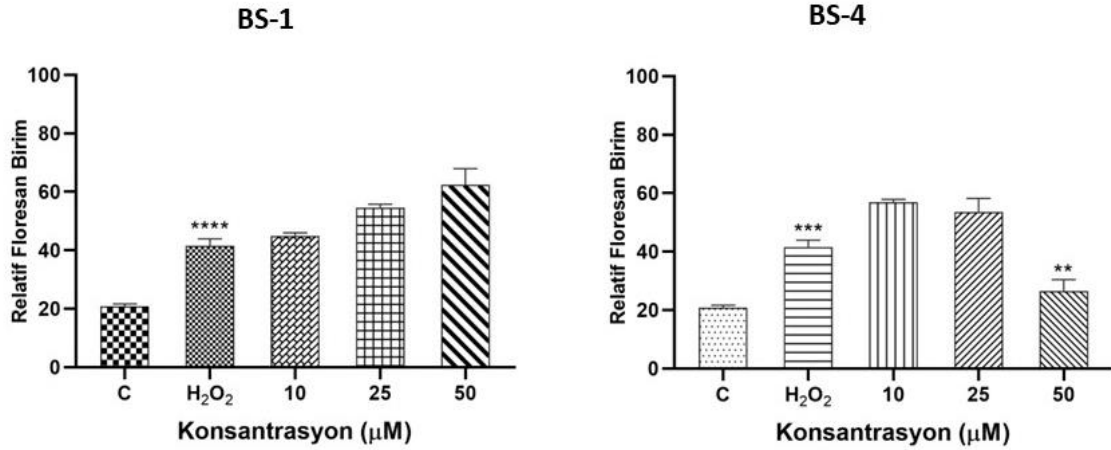 BS-1
Relatif Floresan Birim
100
80
60
40
20
0
****
C
H₂O₂
10
25
50
Konsantrasyon (μM)
BS-4
Relatif Floresan Birim
100
80
60
40
20
0
***
**
C
H₂O₂
10
25
50
Konsantrasyon (μM)